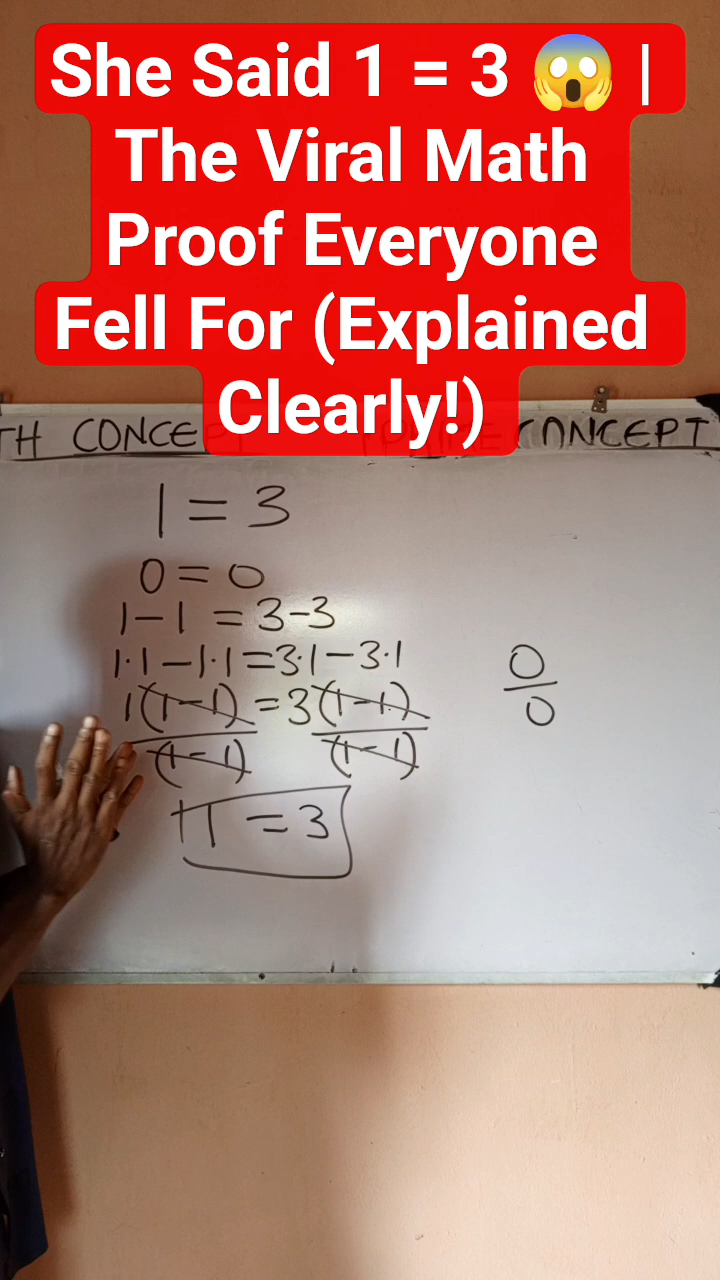 She Said 1 = 3 😱 |
The Viral Math
Proof Everyone
Fell For (Explained
Clearly!)
TH CONCE CONCEPT
1 = 3
0 = 0
1-1 = 3-3
1·1-1·1=3·1-3·1
1(1-1)=3(1-1)
(1-1) (1-1)
0
0
1 = 3